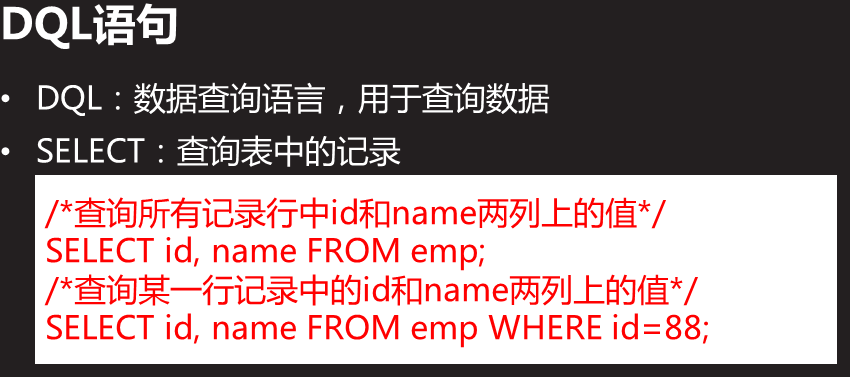 DQL语句
• DQL：数据查询语言，用于查询数据
• SELECT：查询表中的记录
/*查询所有记录行中id和name两列上的值*/
SELECT id, name FROM emp;
/*查询某一行记录中的id和name两列上的值*/
SELECT id, name FROM emp WHERE id=88;